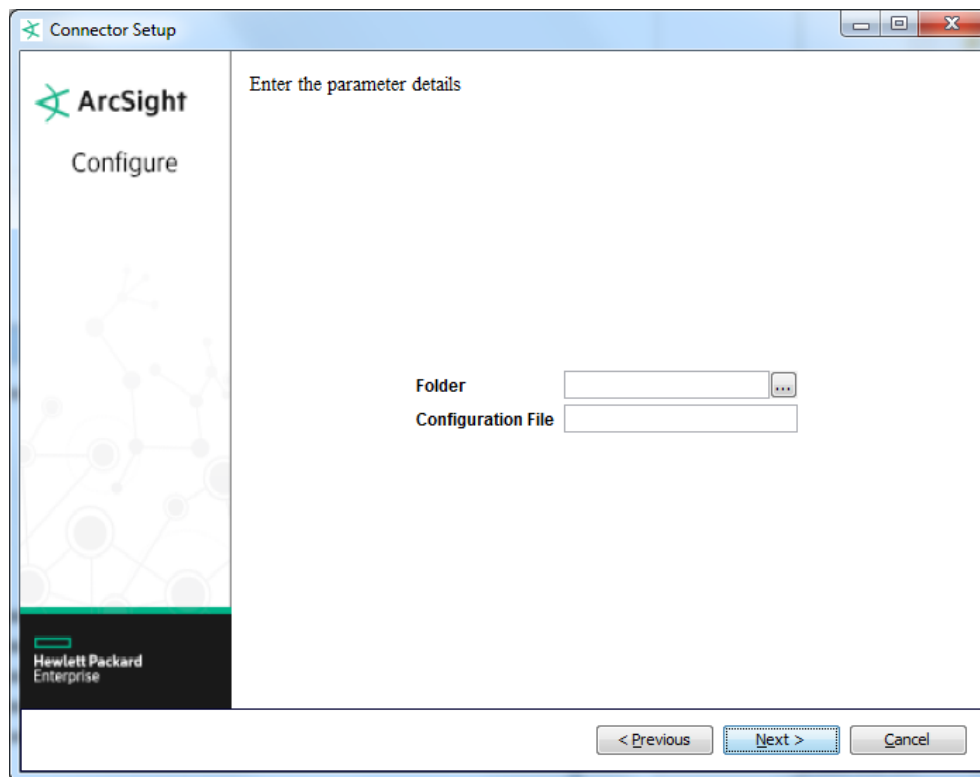 Connector Setup
ArcSight
Configure
Enter the parameter details
Folder
...
Configuration File
Hewlett Packard
Enterprise
< Previous
Next >
Cancel